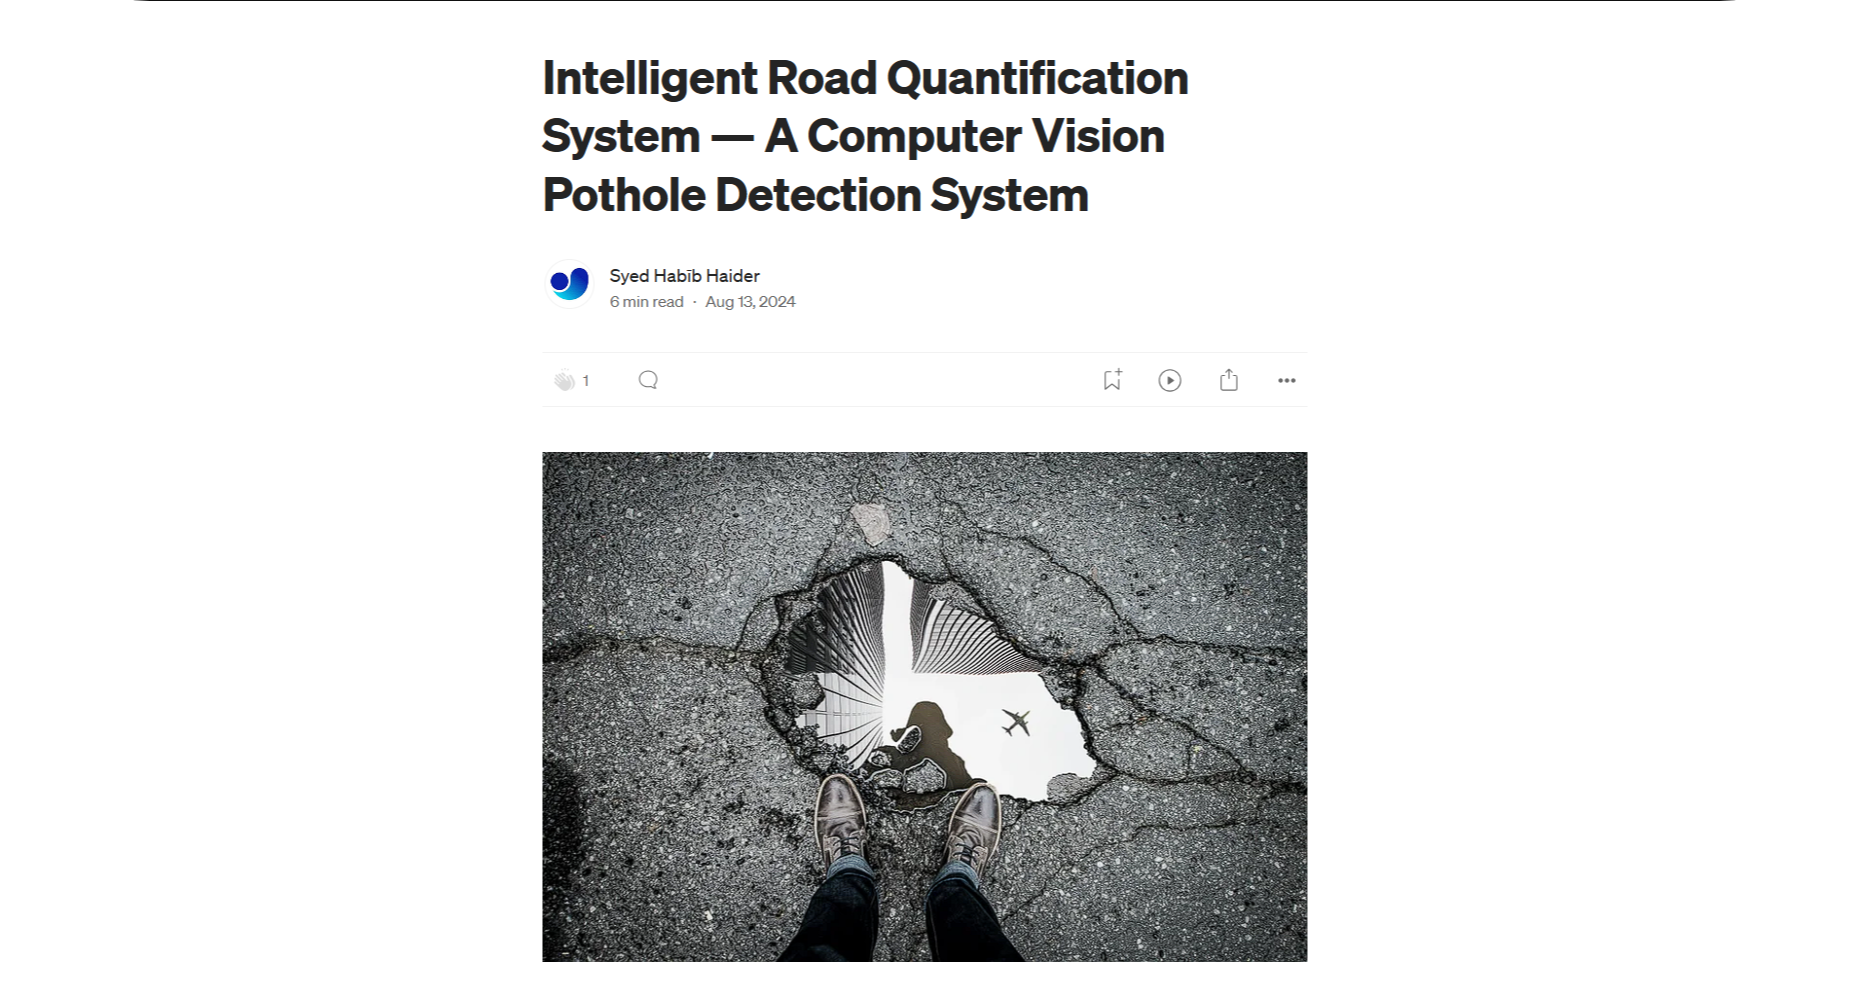 Intelligent Road Quantification
System — A Computer Vision
Pothole Detection System
Syed Habīb Haider
6 min read · Aug 13, 2024
1